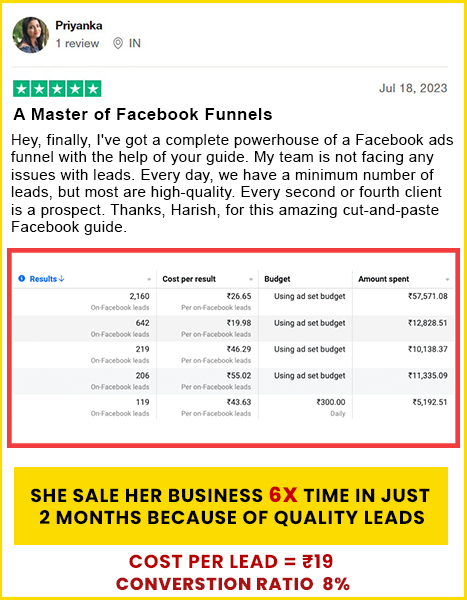 Priyanka
1 review IN
Jul 18, 2023
A Master of Facebook Funnels
Hey, finally, I've got a complete powerhouse of a Facebook ads
funnel with the help of your guide. My team is not facing any
issues with leads. Every day, we have a minimum number of
leads, but most are high-quality. Every second or fourth client
is a prospect. Thanks, Harish, for this amazing cut-and-paste
Facebook guide.
Results ↓ Cost per result Budget Amount spent
2,160 ₹26.65 Using ad set budget ₹57,571.08
On-Facebook leads Per on-Facebook leads
642 ₹19.98 Using ad set budget ₹12,828.51
On-Facebook leads Per on-Facebook leads
219 ₹46.29 Using ad set budget ₹10,138.37
On-Facebook leads Per on-Facebook leads
206 ₹55.02 Using ad set budget ₹11,335.09
On-Facebook leads Per on-Facebook leads
119 ₹43.63 ₹300.00 ₹5,192.51
On-Facebook leads Per on-Facebook leads Daily
SHE SALE HER BUSINESS 6X TIME IN JUST
2 MONTHS BECAUSE OF QUALITY LEADS
COST PER LEAD = ₹19
CONVERSTION RATIO 8%